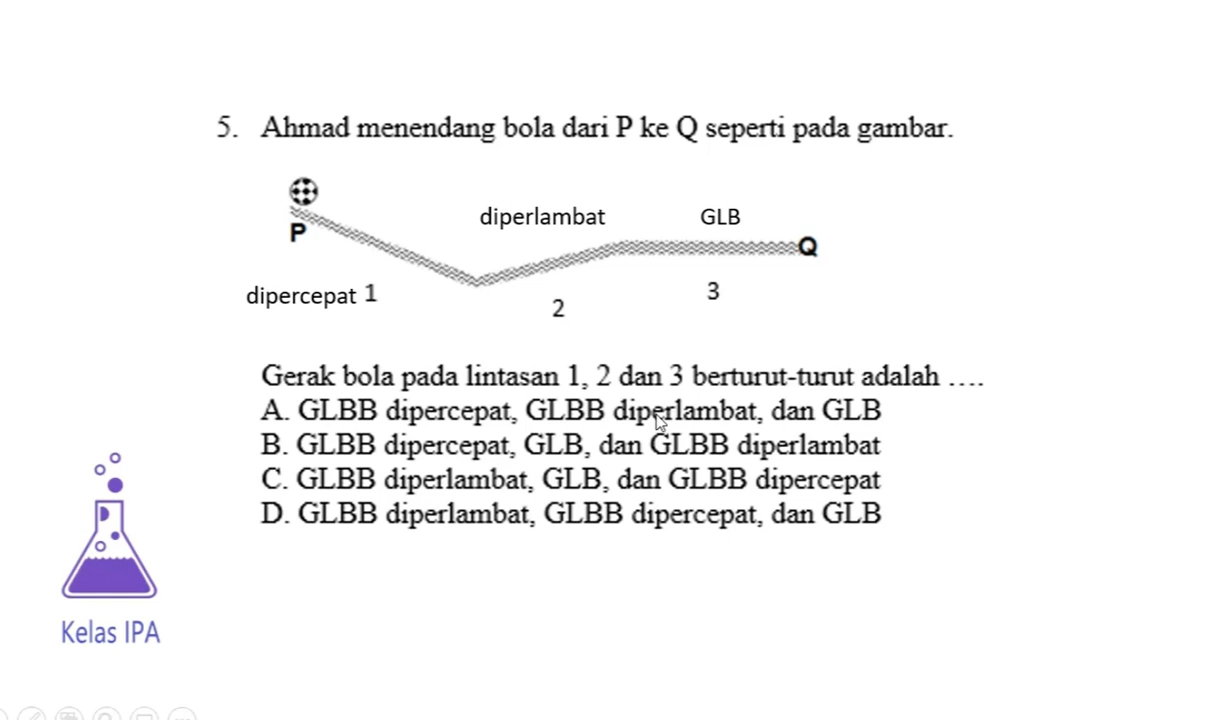 5. Ahmad menendang bola dari P ke Q seperti pada gambar.
diperlambat GLB
P Q
dipercepat 1 2 3
Gerak bola pada lintasan 1, 2 dan 3 berturut-turut adalah ….
A. GLBB dipercepat, GLBB diperlambat, dan GLB
B. GLBB dipercepat, GLB, dan GLBB diperlambat
C. GLBB diperlambat, GLB, dan GLBB dipercepat
D. GLBB diperlambat, GLBB dipercepat, dan GLB
Kelas IPA